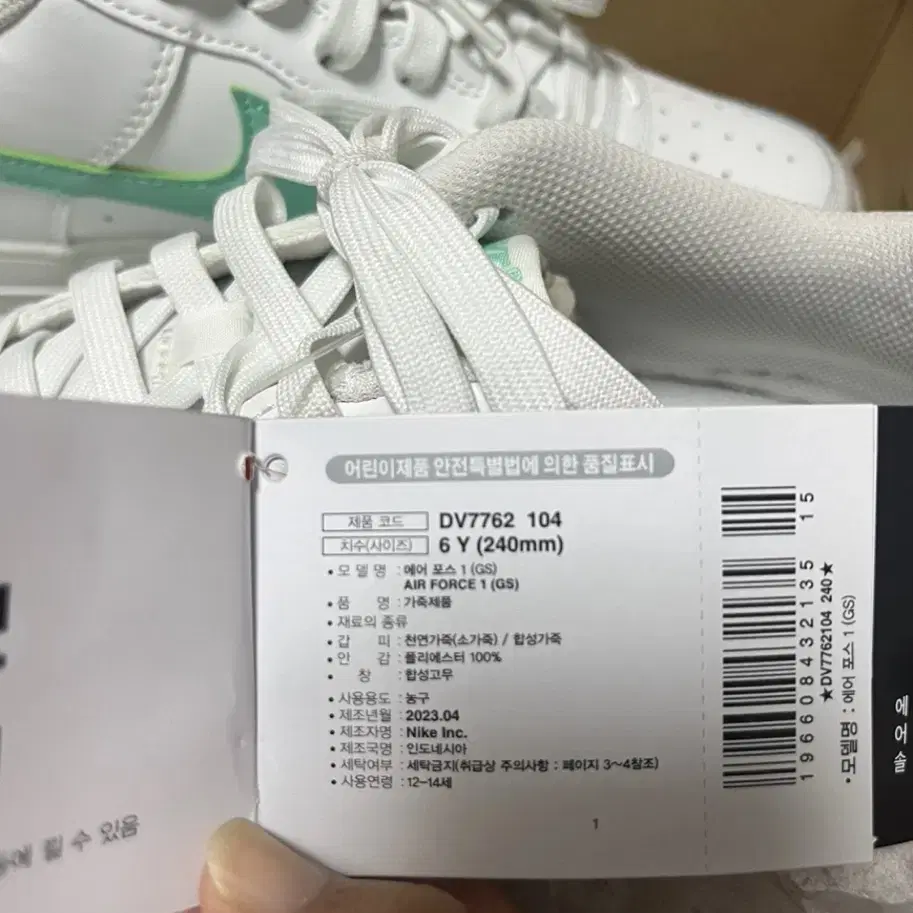 어린이제품 안전특별법에 의한 품질표시
제품 코드 DV7762 104
치수(사이즈) 6 Y (240mm)
• 모 델 명 : 에어 포스 1 (GS)
AIR FORCE 1 (GS)
• 품 명 : 가죽제품
• 재료의 종류
• 갑 피 : 천연가죽(소가죽) / 합성가죽
• 안 감 : 폴리에스터 100%
• 창 : 합성고무
• 사용용도 : 농구
• 제조년월 : 2023.04
• 제조자명 : Nike Inc.
• 제조국명 : 인도네시아
• 세탁여부 : 세탁금지(취급상 주의사항 : 페이지 3~4참조)
• 사용연령 : 12-14세
1
15
196608432135
★DV7762104 240★
• 모델명 : 에어 포스 1 (GS)
에어 솔
될 수 있음